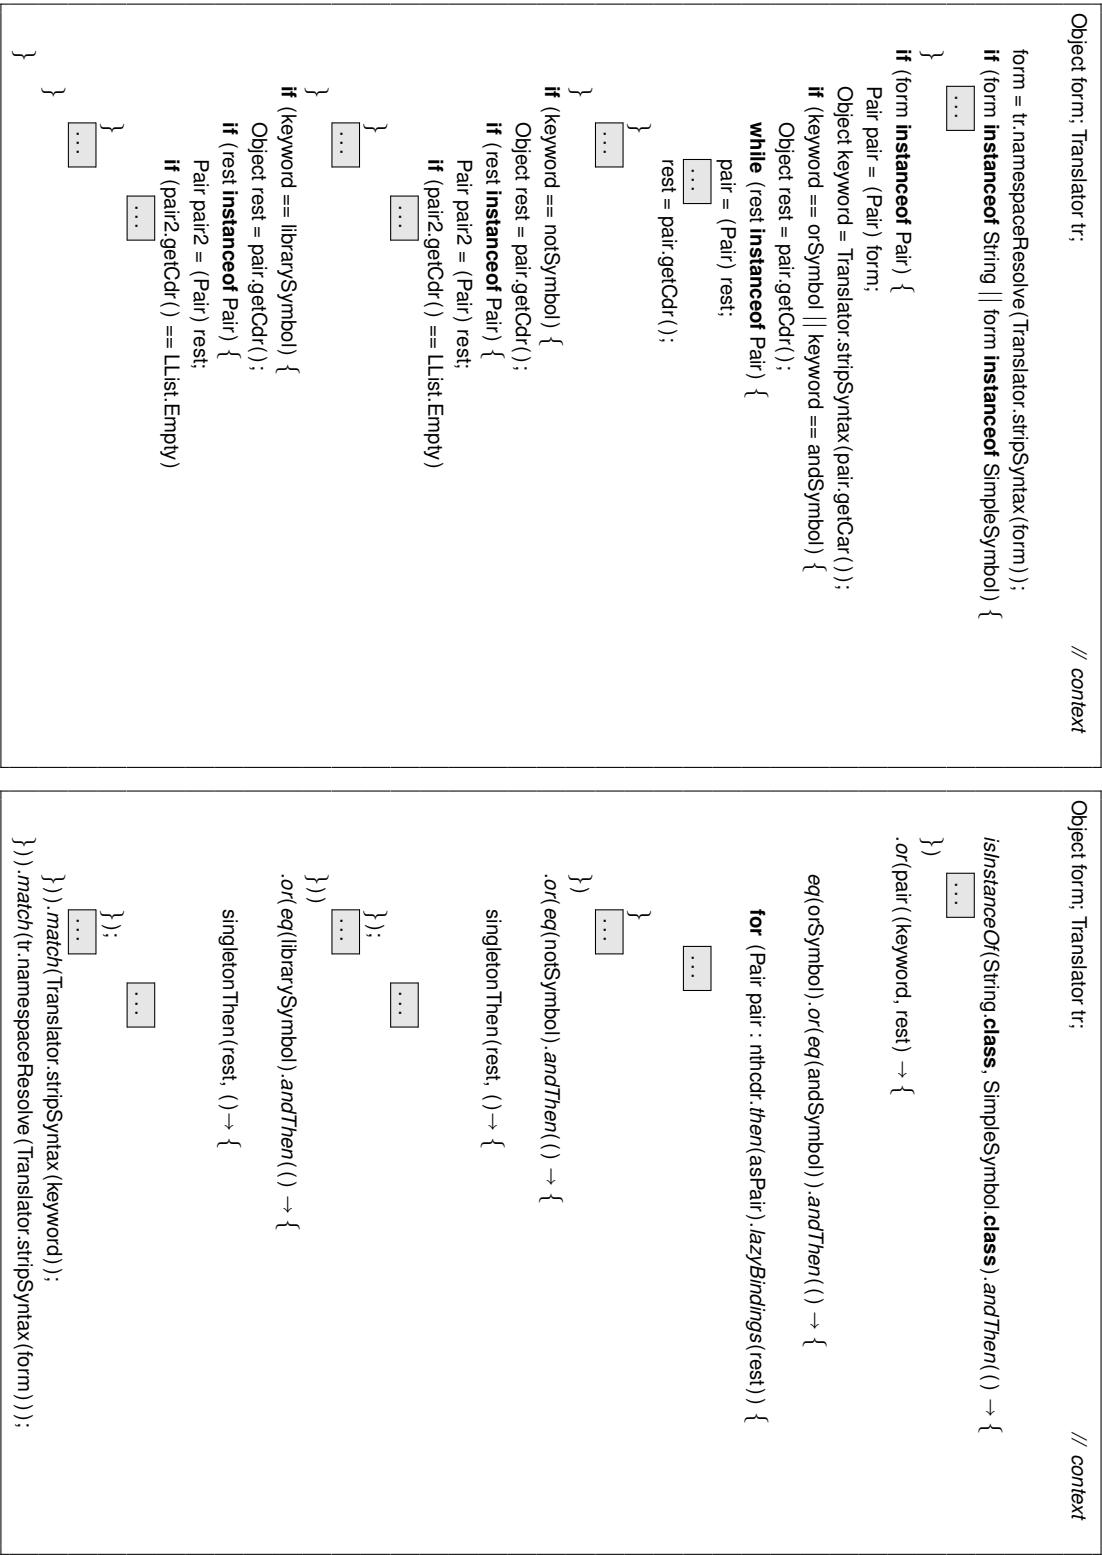 Object form; Translator tr; // context
form = tr.namespaceResolve(Translator.stripSyntax(form));
if (form instanceof String || form instanceof SimpleSymbol) {
...
}
if (form instanceof Pair) {
Pair pair = (Pair) form;
Object keyword = Translator.stripSyntax(pair.getCar());
if (keyword == orSymbol || keyword == andSymbol) {
Object rest = pair.getCdr();
while (rest instanceof Pair) {
pair = (Pair) rest;
...
rest = pair.getCdr();
}
...
}
if (keyword == notSymbol) {
Object rest = pair.getCdr();
if (rest instanceof Pair) {
Pair pair2 = (Pair) rest;
if (pair2.getCdr() == LList.Empty)
...
}
...
}
if (keyword == librarySymbol) {
Object rest = pair.getCdr();
if (rest instanceof Pair) {
Pair pair2 = (Pair) rest;
if (pair2.getCdr() == LList.Empty)
...
}
...
}
}
Object form; Translator tr; // context
isInstanceOf(String.class, SimpleSymbol.class).andThen(() → {
...
})
.or(pair((keyword, rest) → {
eq(orSymbol).or(eq(andSymbol)).andThen(() → {
for (Pair pair : nthcdr.then(asPair).lazyBindings(rest)) {
...
}
...
})
.or(eq(notSymbol).andThen(() → {
singletonThen(rest, () → {
...
});
...
}))
.or(eq(librarySymbol).andThen(() → {
singletonThen(rest, () → {
...
});
...
})).match(Translator.stripSyntax(keyword));
})).match(tr.namespaceResolve(Translator.stripSyntax(form)));